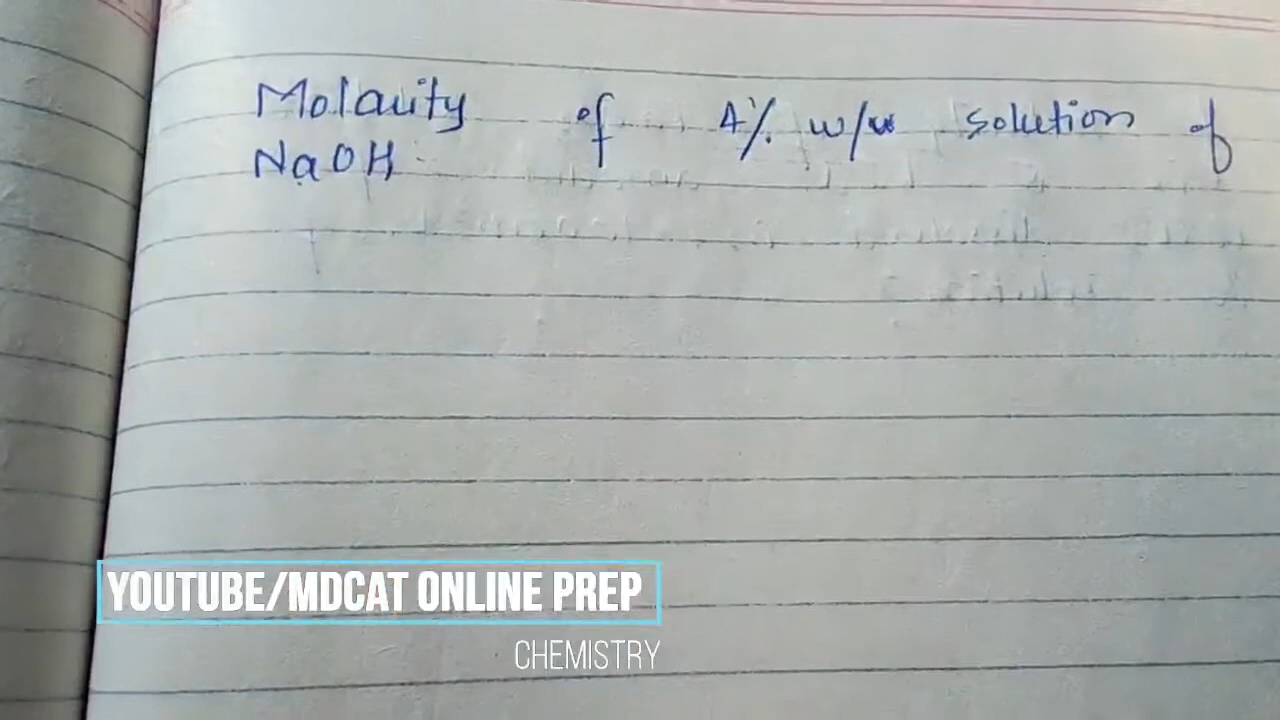 Molarity of 4% w/w solution of
NaOH
YOUTUBE/MDCAT ONLINE PREP
CHEMISTRY